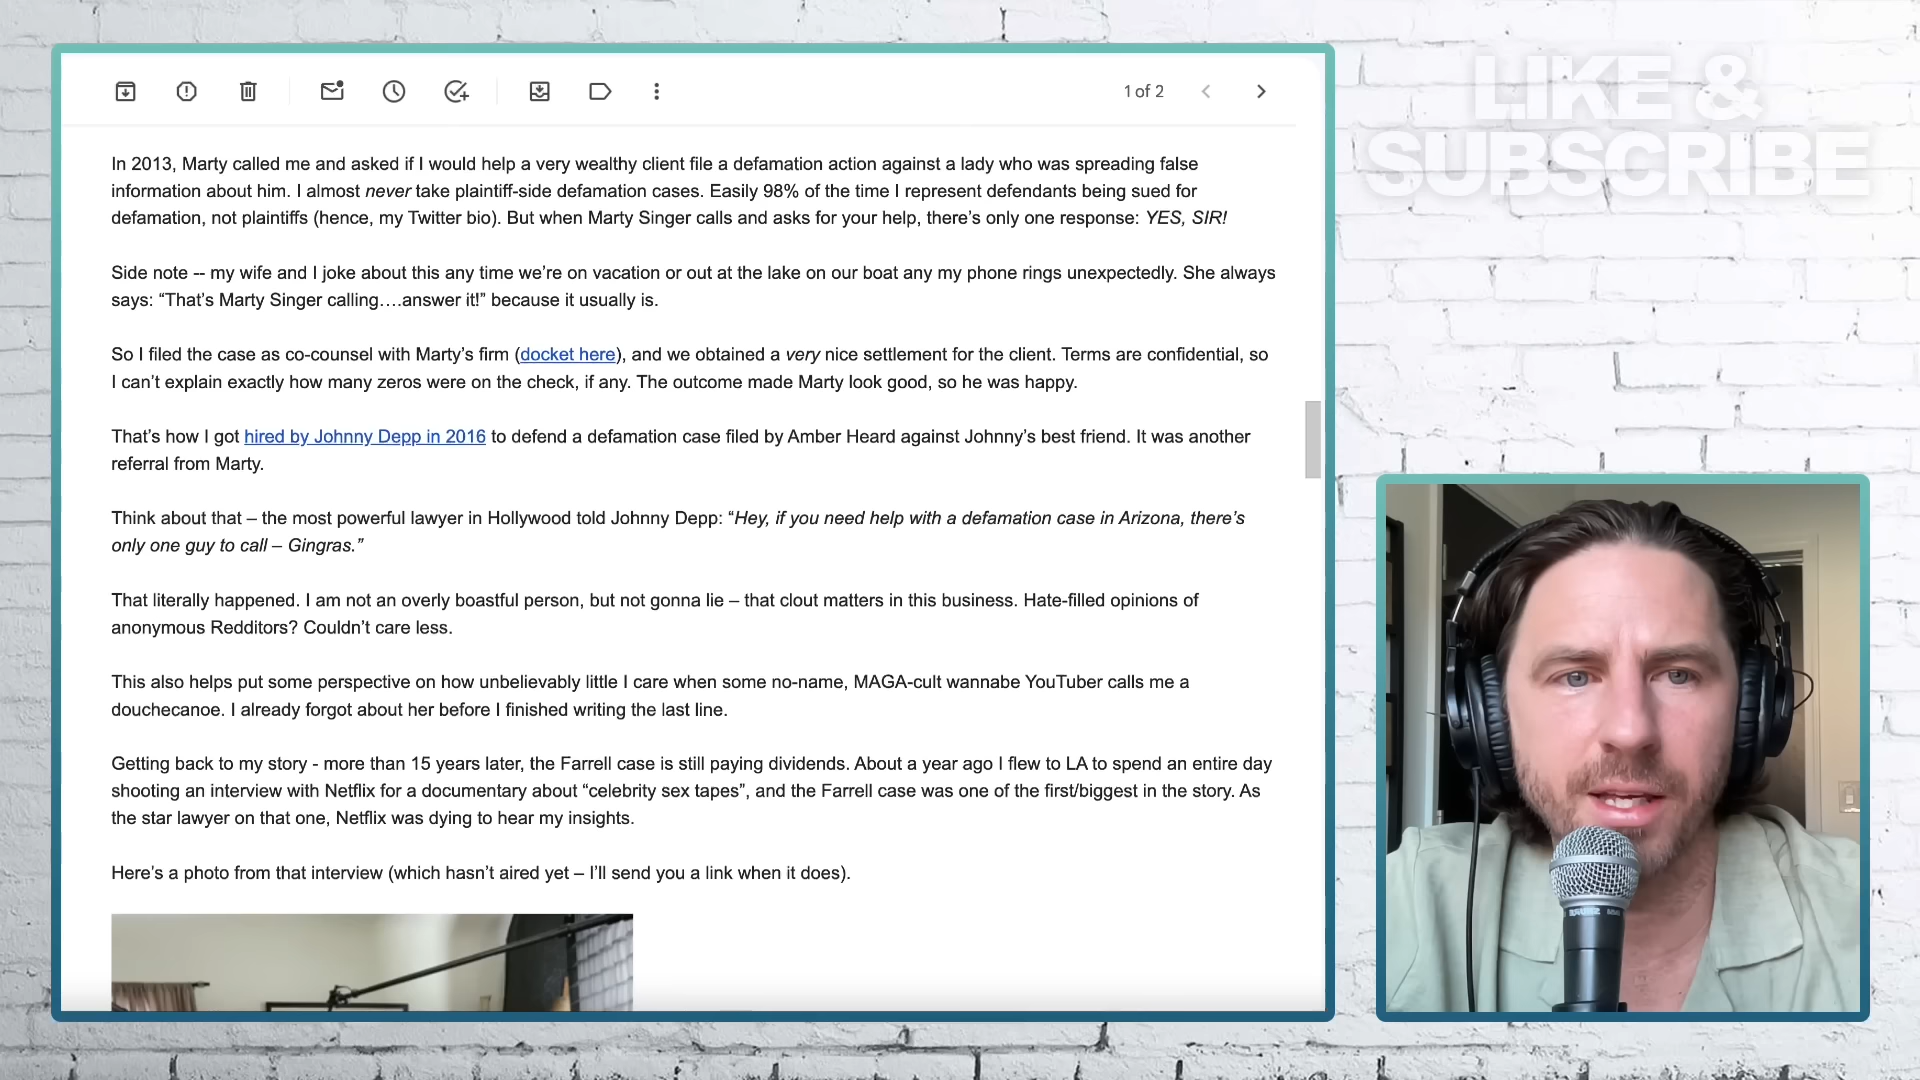 1 of 2
LIKE &
SUBSCRIBE
In 2013, Marty called me and asked if I would help a very wealthy client file a defamation action against a lady who was spreading false
information about him. I almost never take plaintiff-side defamation cases. Easily 98% of the time I represent defendants being sued for
defamation, not plaintiffs (hence, my Twitter bio). But when Marty Singer calls and asks for your help, there’s only one response: YES, SIR!
Side note -- my wife and I joke about this any time we’re on vacation or out at the lake on our boat any my phone rings unexpectedly. She always
says: “That’s Marty Singer calling….answer it!” because it usually is.
So I filed the case as co-counsel with Marty’s firm (docket here), and we obtained a very nice settlement for the client. Terms are confidential, so
I can’t explain exactly how many zeros were on the check, if any. The outcome made Marty look good, so he was happy.
That’s how I got hired by Johnny Depp in 2016 to defend a defamation case filed by Amber Heard against Johnny’s best friend. It was another
referral from Marty.
Think about that – the most powerful lawyer in Hollywood told Johnny Depp: “Hey, if you need help with a defamation case in Arizona, there’s
only one guy to call – Gingras.”
That literally happened. I am not an overly boastful person, but not gonna lie – that clout matters in this business. Hate-filled opinions of
anonymous Redditors? Couldn’t care less.
This also helps put some perspective on how unbelievably little I care when some no-name, MAGA-cult wannabe YouTuber calls me a
douchecanoe. I already forgot about her before I finished writing the last line.
Getting back to my story - more than 15 years later, the Farrell case is still paying dividends. About a year ago I flew to LA to spend an entire day
shooting an interview with Netflix for a documentary about “celebrity sex tapes”, and the Farrell case was one of the first/biggest in the story. As
the star lawyer on that one, Netflix was dying to hear my insights.
Here’s a photo from that interview (which hasn’t aired yet – I’ll send you a link when it does).